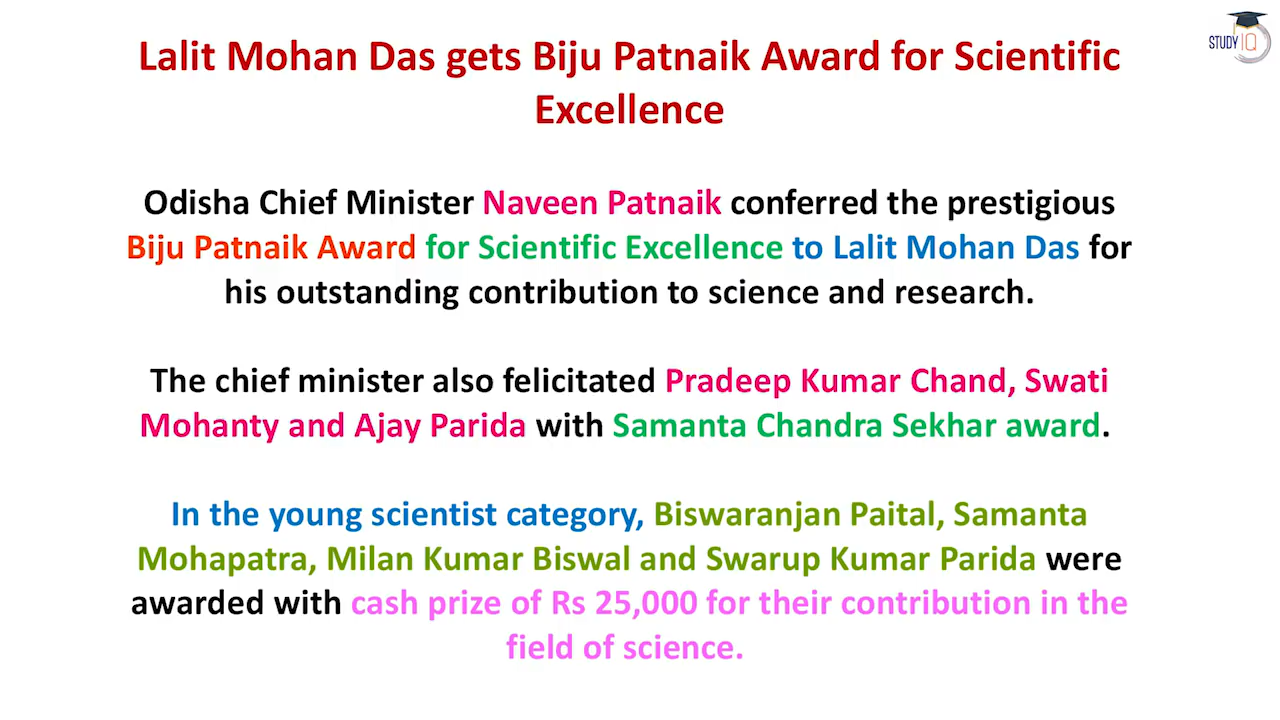 Lalit Mohan Das gets Biju Patnaik Award for Scientific
Excellence
STUDY IQ
Odisha Chief Minister Naveen Patnaik conferred the prestigious
Biju Patnaik Award for Scientific Excellence to Lalit Mohan Das for
his outstanding contribution to science and research.
The chief minister also felicitated Pradeep Kumar Chand, Swati
Mohanty and Ajay Parida with Samanta Chandra Sekhar award.
In the young scientist category, Biswaranjan Paital, Samanta
Mohapatra, Milan Kumar Biswal and Swarup Kumar Parida were
awarded with cash prize of Rs 25,000 for their contribution in the
field of science.